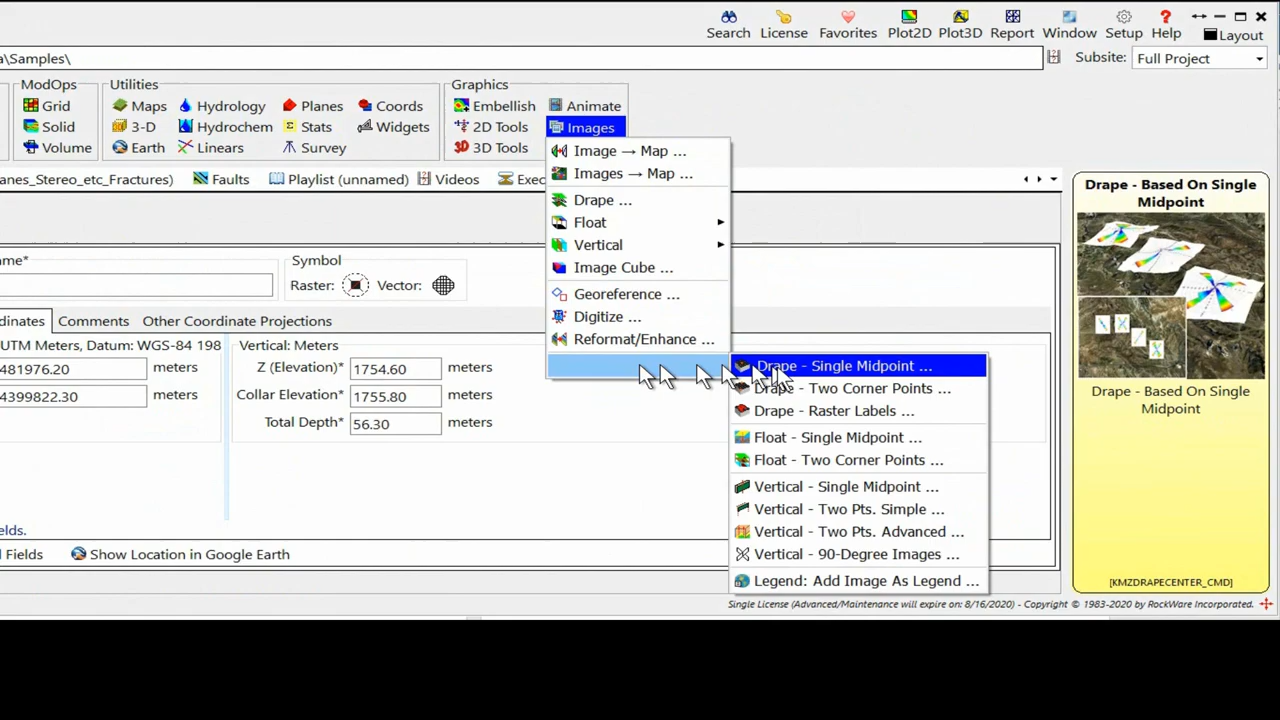 Search License Favorites Plot2D Plot3D Report Window Setup Help Layout
a\Samples\ Subsite: Full Project
ModOps Utilities Graphics
Grid Maps Hydrology Planes Coords Embellish Animate
Solid 3-D Hydrochem Stats Widgets 2D Tools Images
Volume Earth Linears Survey 3D Tools
anes_Stereo_etc_Fractures) Faults Playlist (unnamed) Videos Exec
Image → Map ...
Images → Map ...
Drape ...
Float
Vertical
Image Cube ...
Georeference ...
Digitize ...
Reformat/Enhance ...
Drape - Single Midpoint ...
Drape - Two Corner Points ...
Drape - Raster Labels ...
Float - Single Midpoint ...
Float - Two Corner Points ...
Vertical - Single Midpoint ...
Vertical - Two Pts. Simple ...
Vertical - Two Pts. Advanced ...
Vertical - 90-Degree Images ...
Legend: Add Image As Legend ...
Drape - Based On Single
Midpoint
Drape - Based On Single
Midpoint
[KMZDRAPECENTER_CMD]
ame* Symbol
Raster: Vector:
dinates Comments Other Coordinate Projections
UTM Meters, Datum: WGS-84 198 Vertical: Meters
481976.20 meters Z (Elevation)* 1754.60 meters
4399822.30 meters Collar Elevation* 1755.80 meters
Total Depth* 56.30 meters
elds.
l Fields Show Location in Google Earth
Single License (Advanced/Maintenance will expire on: 8/16/2020) - Copyright © 1983-2020 by RockWare Incorporated.